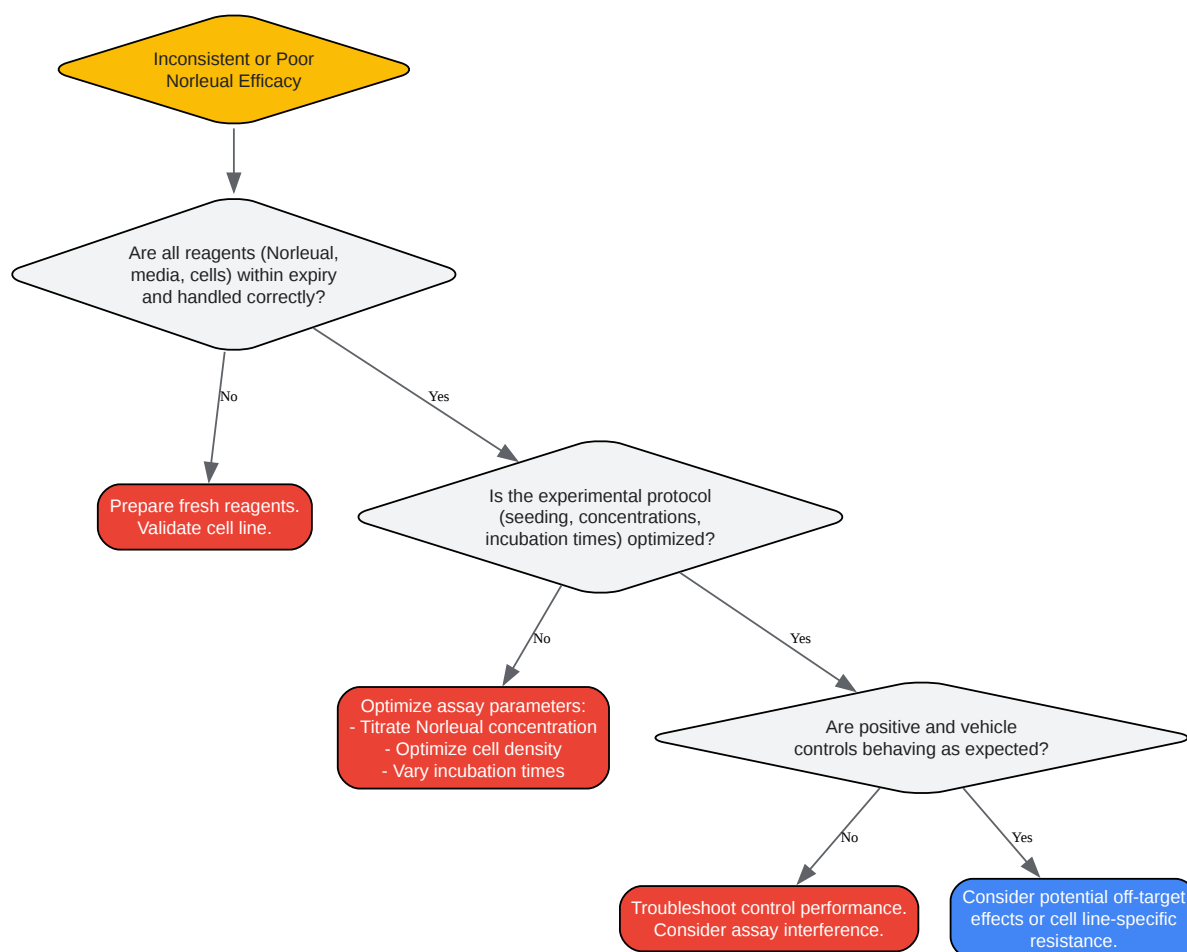 Inconsistent or Poor
Norleual Efficacy
Are all reagents (Norleual,
media, cells) within expiry
and handled correctly?
No
Yes
Prepare fresh reagents.
Validate cell line.
Is the experimental protocol
(seeding, concentrations,
incubation times) optimized?
No
Yes
Optimize assay parameters:
- Titrate Norleual concentration
- Optimize cell density
- Vary incubation times
Are positive and vehicle
controls behaving as expected?
No
Yes
Troubleshoot control performance.
Consider assay interference.
Consider potential off-target
effects or cell line-specific
resistance.